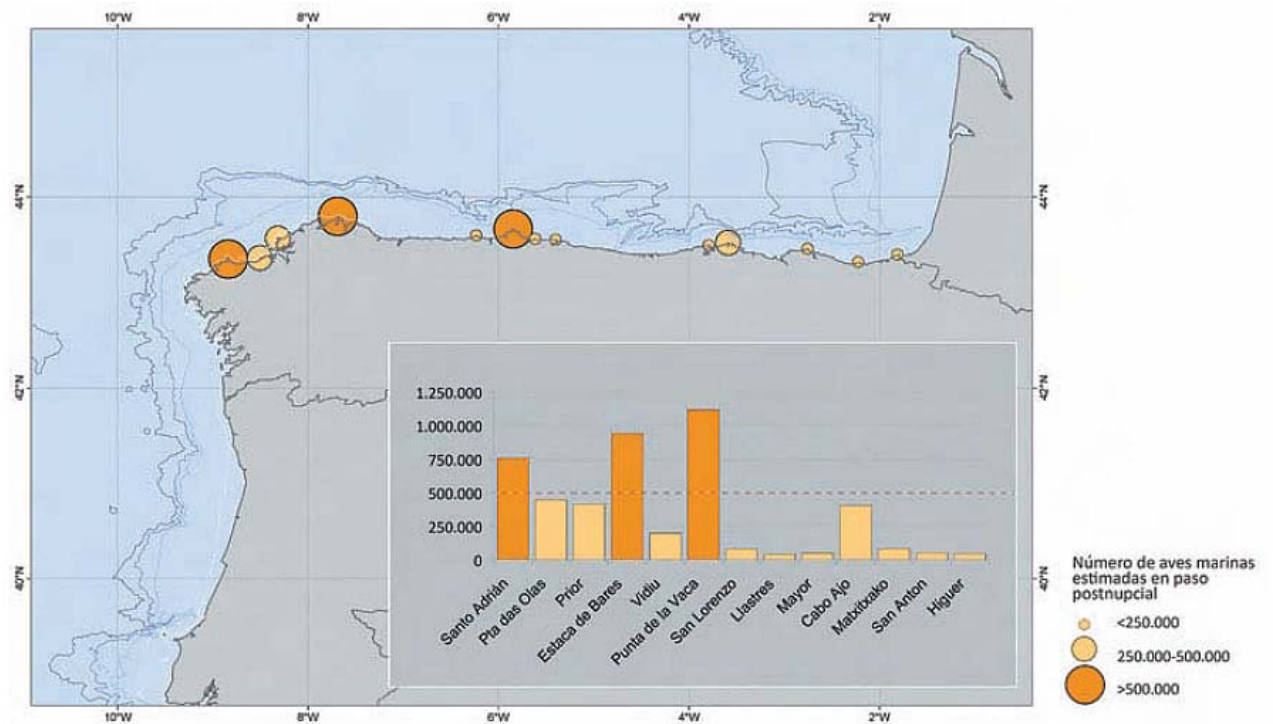 10°W 8°W 6°W 4°W 2°W
44°N 44°N
42°N 42°N
40°N 40°N
1.250.000
1.000.000
750.000
500.000
250.000
0
Santo Adrián
Pta das Olas
Prior
Estaca de Bares
Vidiu
Punta de la Vaca
San Lorenzo
Llastres
Mayor
Cabo Ajo
Matxitxako
San Anton
Híguer
10°W 8°W 6°W 4°W 2°W
Número de aves marinas
estimadas en paso
postnupcial
<250.000
250.000-500.000
>500.000